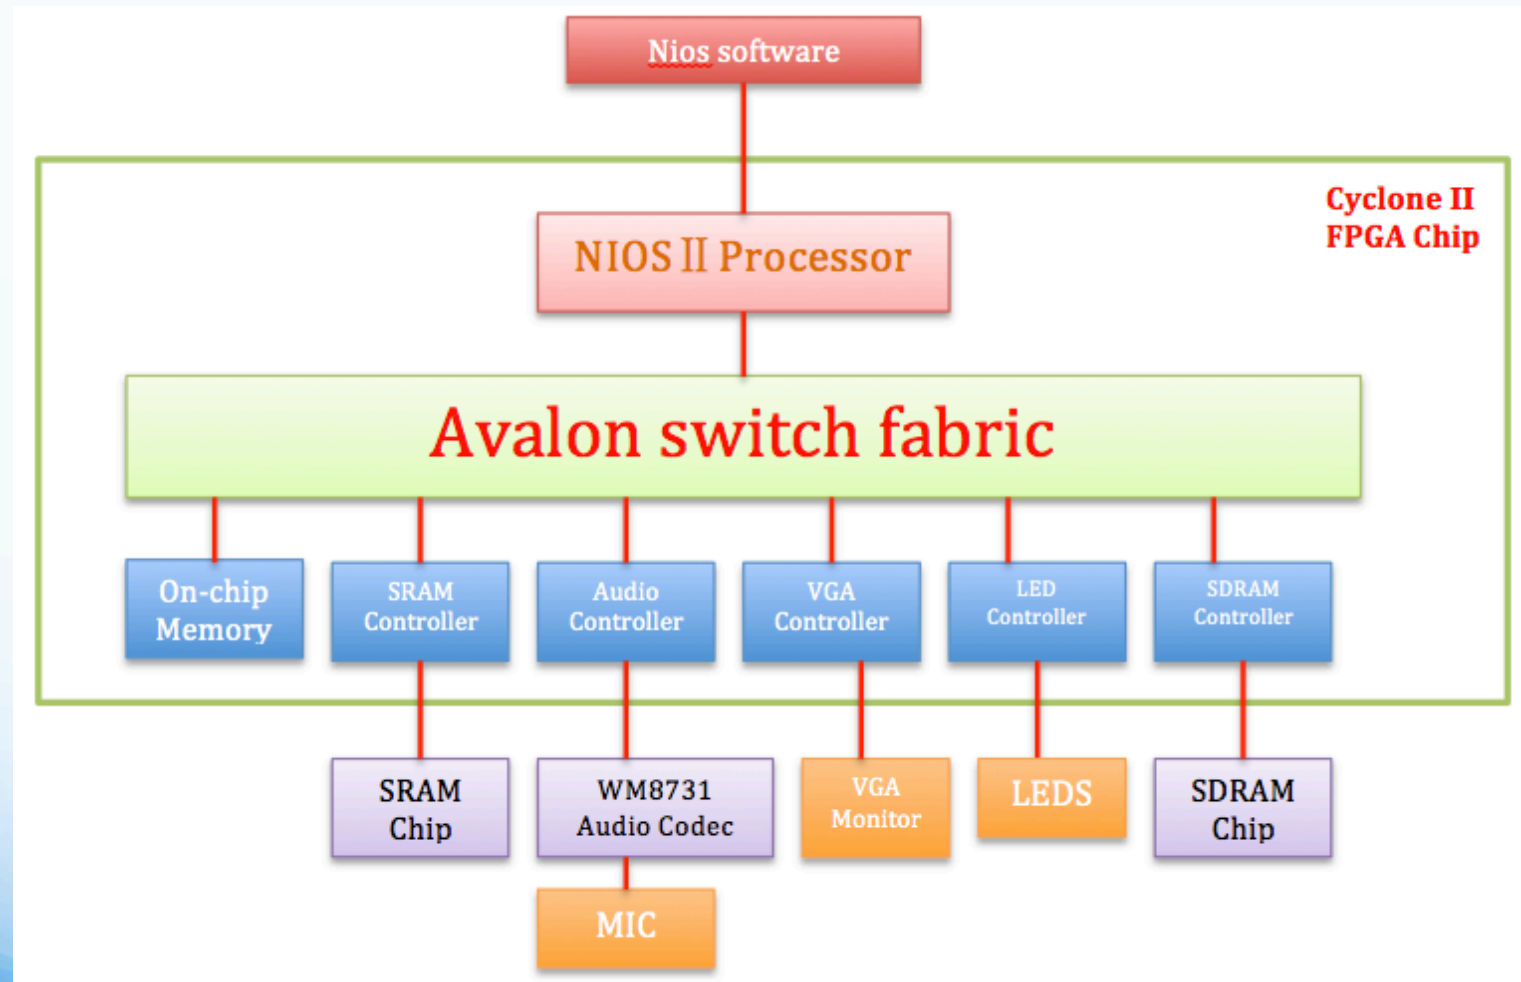 Nios software
Cyclone II
FPGA Chip
NIOS II Processor
Avalon switch fabric
On-chip
Memory
SRAM
Controller
Audio
Controller
VGA
Controller
LED
Controller
SDRAM
Controller
SRAM
Chip
WM8731
Audio Codec
VGA
Monitor
LEDS
SDRAM
Chip
MIC